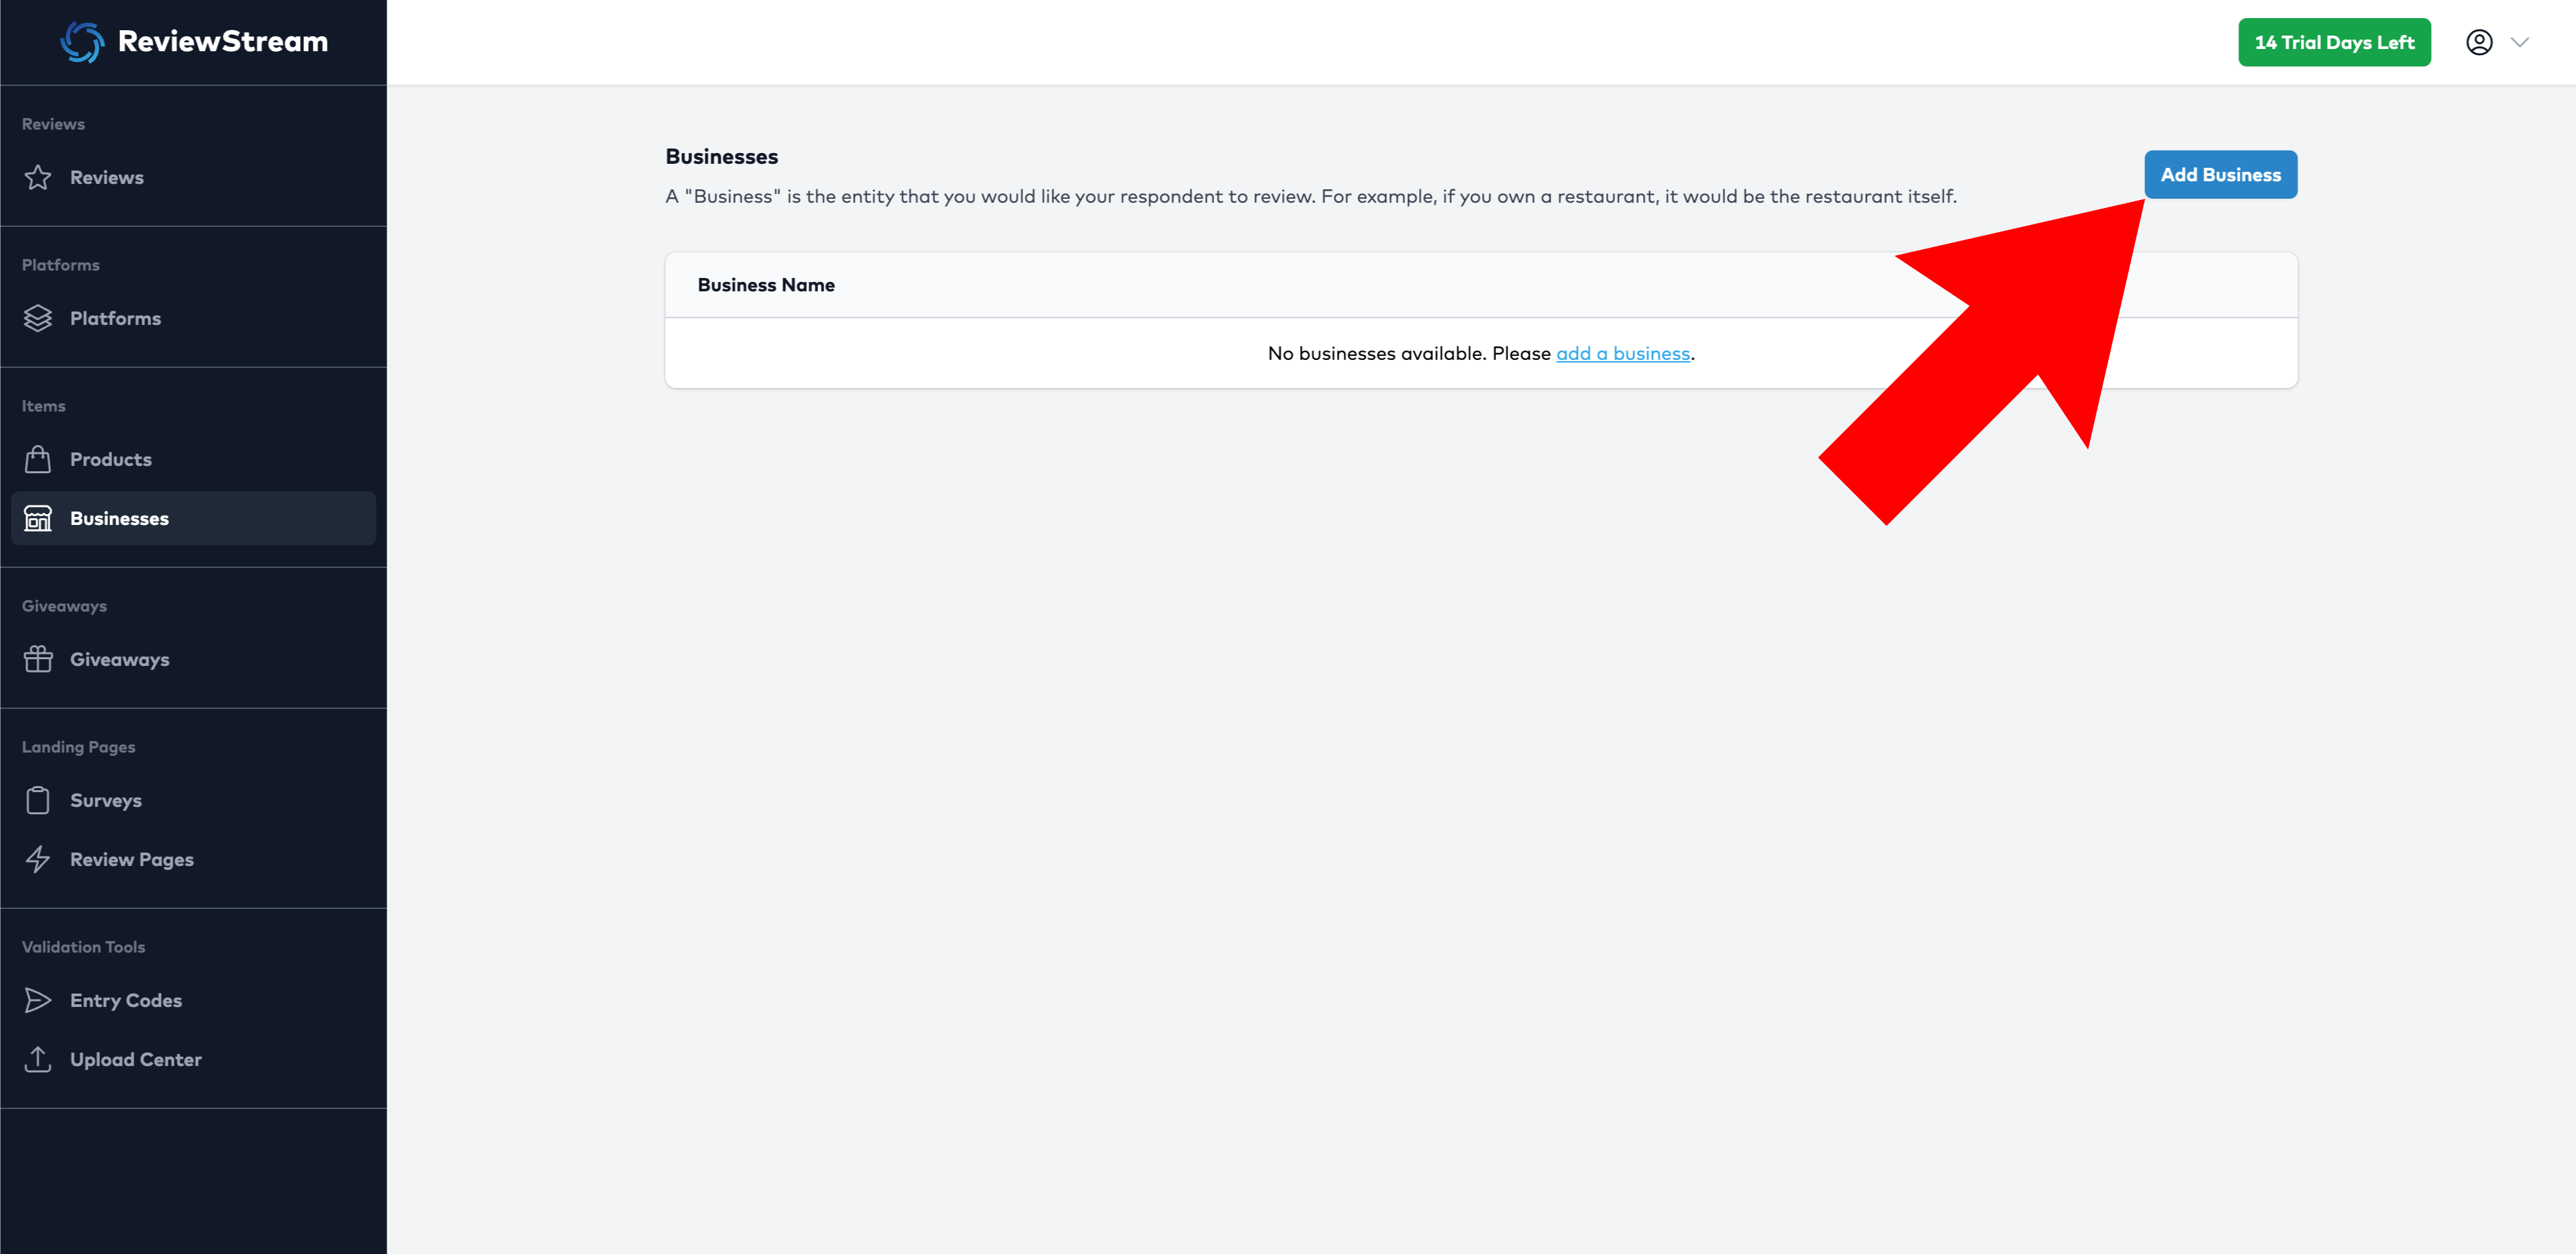 ReviewStream
14 Trial Days Left
Reviews
Reviews
Platforms
Platforms
Items
Products
Businesses
Giveaways
Giveaways
Landing Pages
Surveys
Review Pages
Validation Tools
Entry Codes
Upload Center
Businesses
A "Business" is the entity that you would like your respondent to review. For example, if you own a restaurant, it would be the restaurant itself.
Add Business
Business Name
No businesses available. Please add a business.